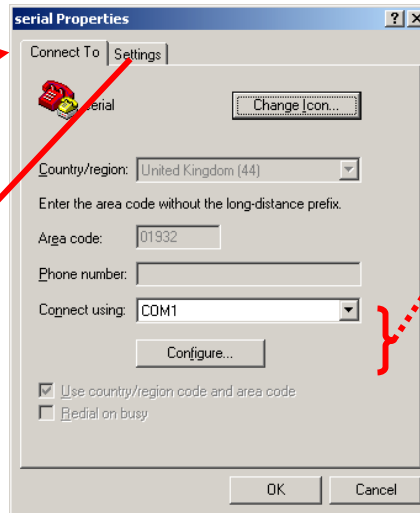 serial Properties
Connect To Settings
serial
Change Icon...
Country/region: United Kingdom (44)
Enter the area code without the long-distance prefix.
Area code: 01932
Phone number:
Connect using: COM1
Configure...
Use country/region code and area code
Redial on busy
OK Cancel